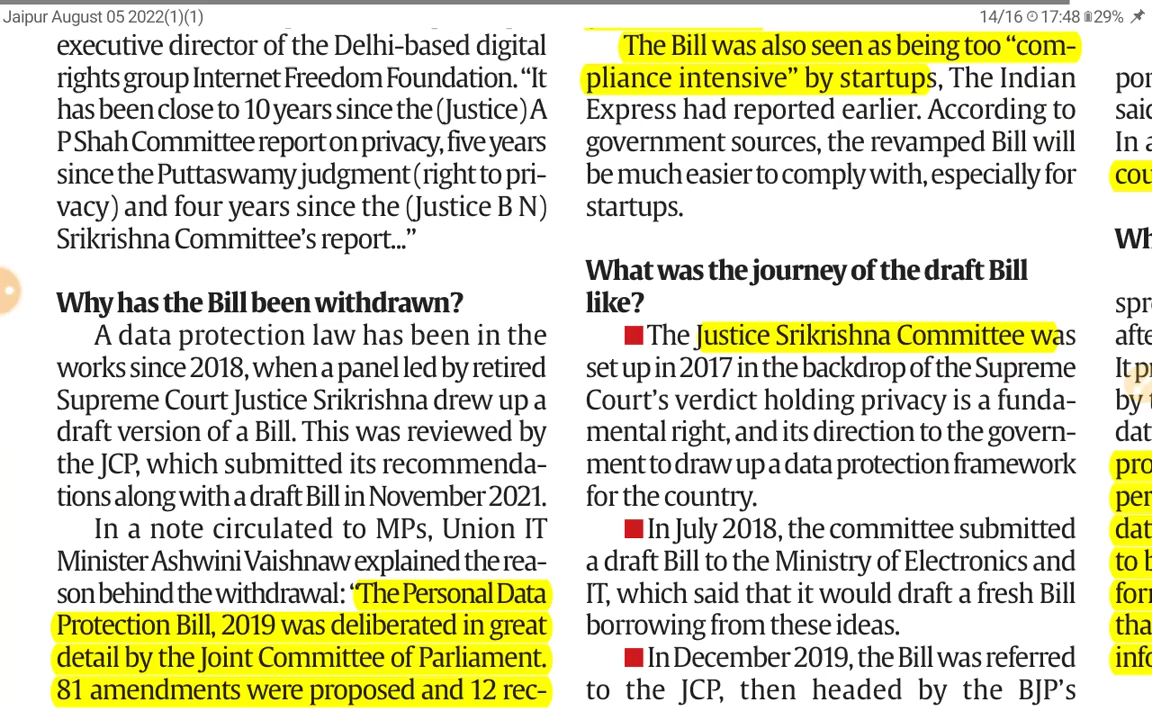 Jaipur August 05 2022(1)(1)
14/16 17:48 29%
executive director of the Delhi-based digital
rights group Internet Freedom Foundation. “It
has been close to 10 years since the (Justice) A
P Shah Committee report on privacy, five years
since the Puttaswamy judgment (right to pri-
vacy) and four years since the (Justice B N)
Srikrishna Committee’s report...”
Why has the Bill been withdrawn?
A data protection law has been in the
works since 2018, when a panel led by retired
Supreme Court Justice Srikrishna drew up a
draft version of a Bill. This was reviewed by
the JCP, which submitted its recommenda-
tions along with a draft Bill in November 2021.
In a note circulated to MPs, Union IT
Minister Ashwini Vaishnaw explained the rea-
son behind the withdrawal: “The Personal Data
Protection Bill, 2019 was deliberated in great
detail by the Joint Committee of Parliament.
81 amendments were proposed and 12 rec-
The Bill was also seen as being too “com-
pliance intensive” by startups, The Indian
Express had reported earlier. According to
government sources, the revamped Bill will
be much easier to comply with, especially for
startups.
What was the journey of the draft Bill
like?
■ The Justice Srikrishna Committee was
set up in 2017 in the backdrop of the Supreme
Court’s verdict holding privacy is a funda-
mental right, and its direction to the govern-
ment to draw up a data protection framework
for the country.
■ In July 2018, the committee submitted
a draft Bill to the Ministry of Electronics and
IT, which said that it would draft a fresh Bill
borrowing from these ideas.
■ In December 2019, the Bill was referred
to the JCP, then headed by the BJP’s